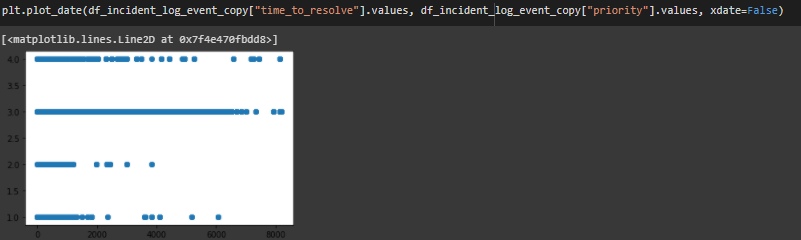 plt.plot_date(df_incident_log_event_copy["time_to_resolve"].values, df_incident_log_event_copy["priority"].values, xdate=False)
[<matplotlib.lines.Line2D at 0x7f4e470fbdd8>]
4.0
3.5
3.0
2.5
2.0
1.5
1.0
0 2000 4000 6000 8000